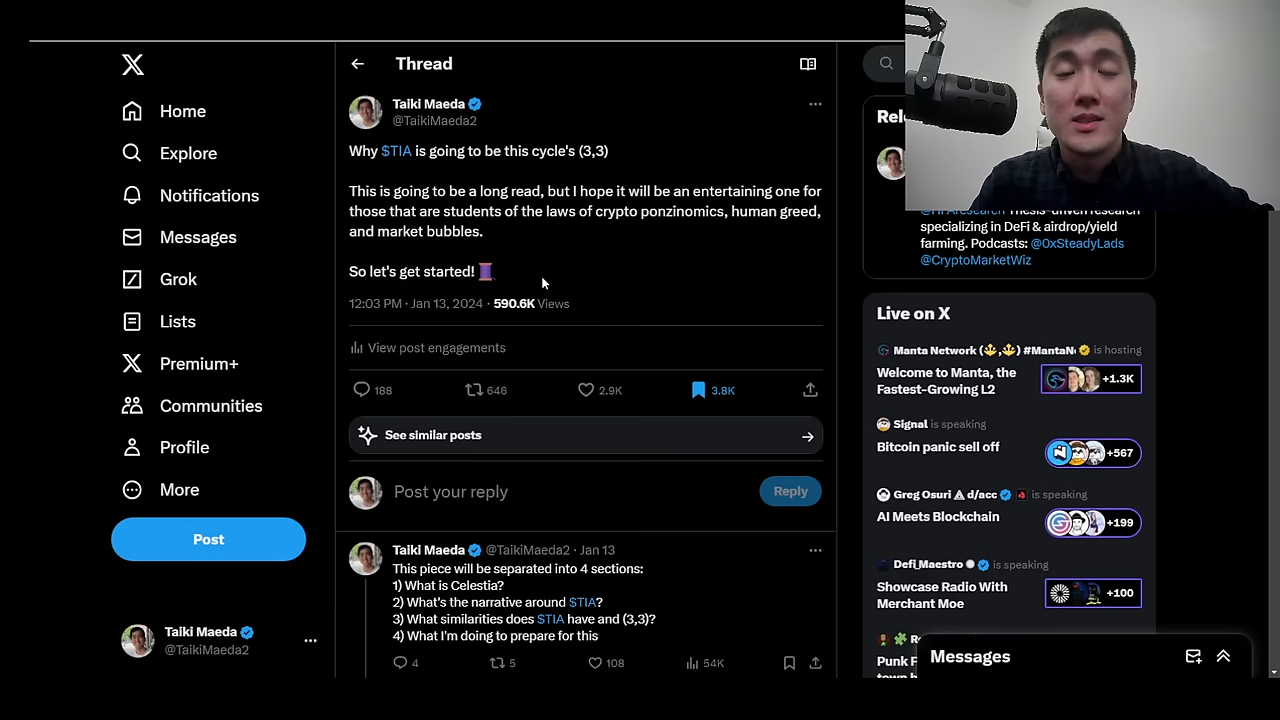 Home
Explore
Notifications
Messages
Grok
Lists
Premium+
Communities
Profile
More
Post
Taiki Maeda
@TaikiMaeda2
Thread
Taiki Maeda
@TaikiMaeda2
Why $TIA is going to be this cycle's (3,3)
This is going to be a long read, but I hope it will be an entertaining one for
those that are students of the laws of crypto ponzinomics, human greed,
and market bubbles.
So let's get started!
12:03 PM · Jan 13, 2024 · 590.6K Views
View post engagements
188 646 2.9K 3.8K
See similar posts
Post your reply
Reply
Taiki Maeda @TaikiMaeda2 · Jan 13
This piece will be separated into 4 sections:
1) What is Celestia?
2) What's the narrative around $TIA?
3) What similarities does $TIA have and (3,3)?
4) What I'm doing to prepare for this
4 5 108 54K
specializing in DeFi & airdrop/yield
farming. Podcasts: @0xSteadyLads
@CryptoMarketWiz
Live on X
Manta Network is hosting
Welcome to Manta, the
Fastest-Growing L2
+1.3K
Signal is speaking
Bitcoin panic sell off
+567
Greg Osuri d/acc is speaking
AI Meets Blockchain
+199
Defi_Maestro is speaking
Showcase Radio With
Merchant Moe
+100
Messages